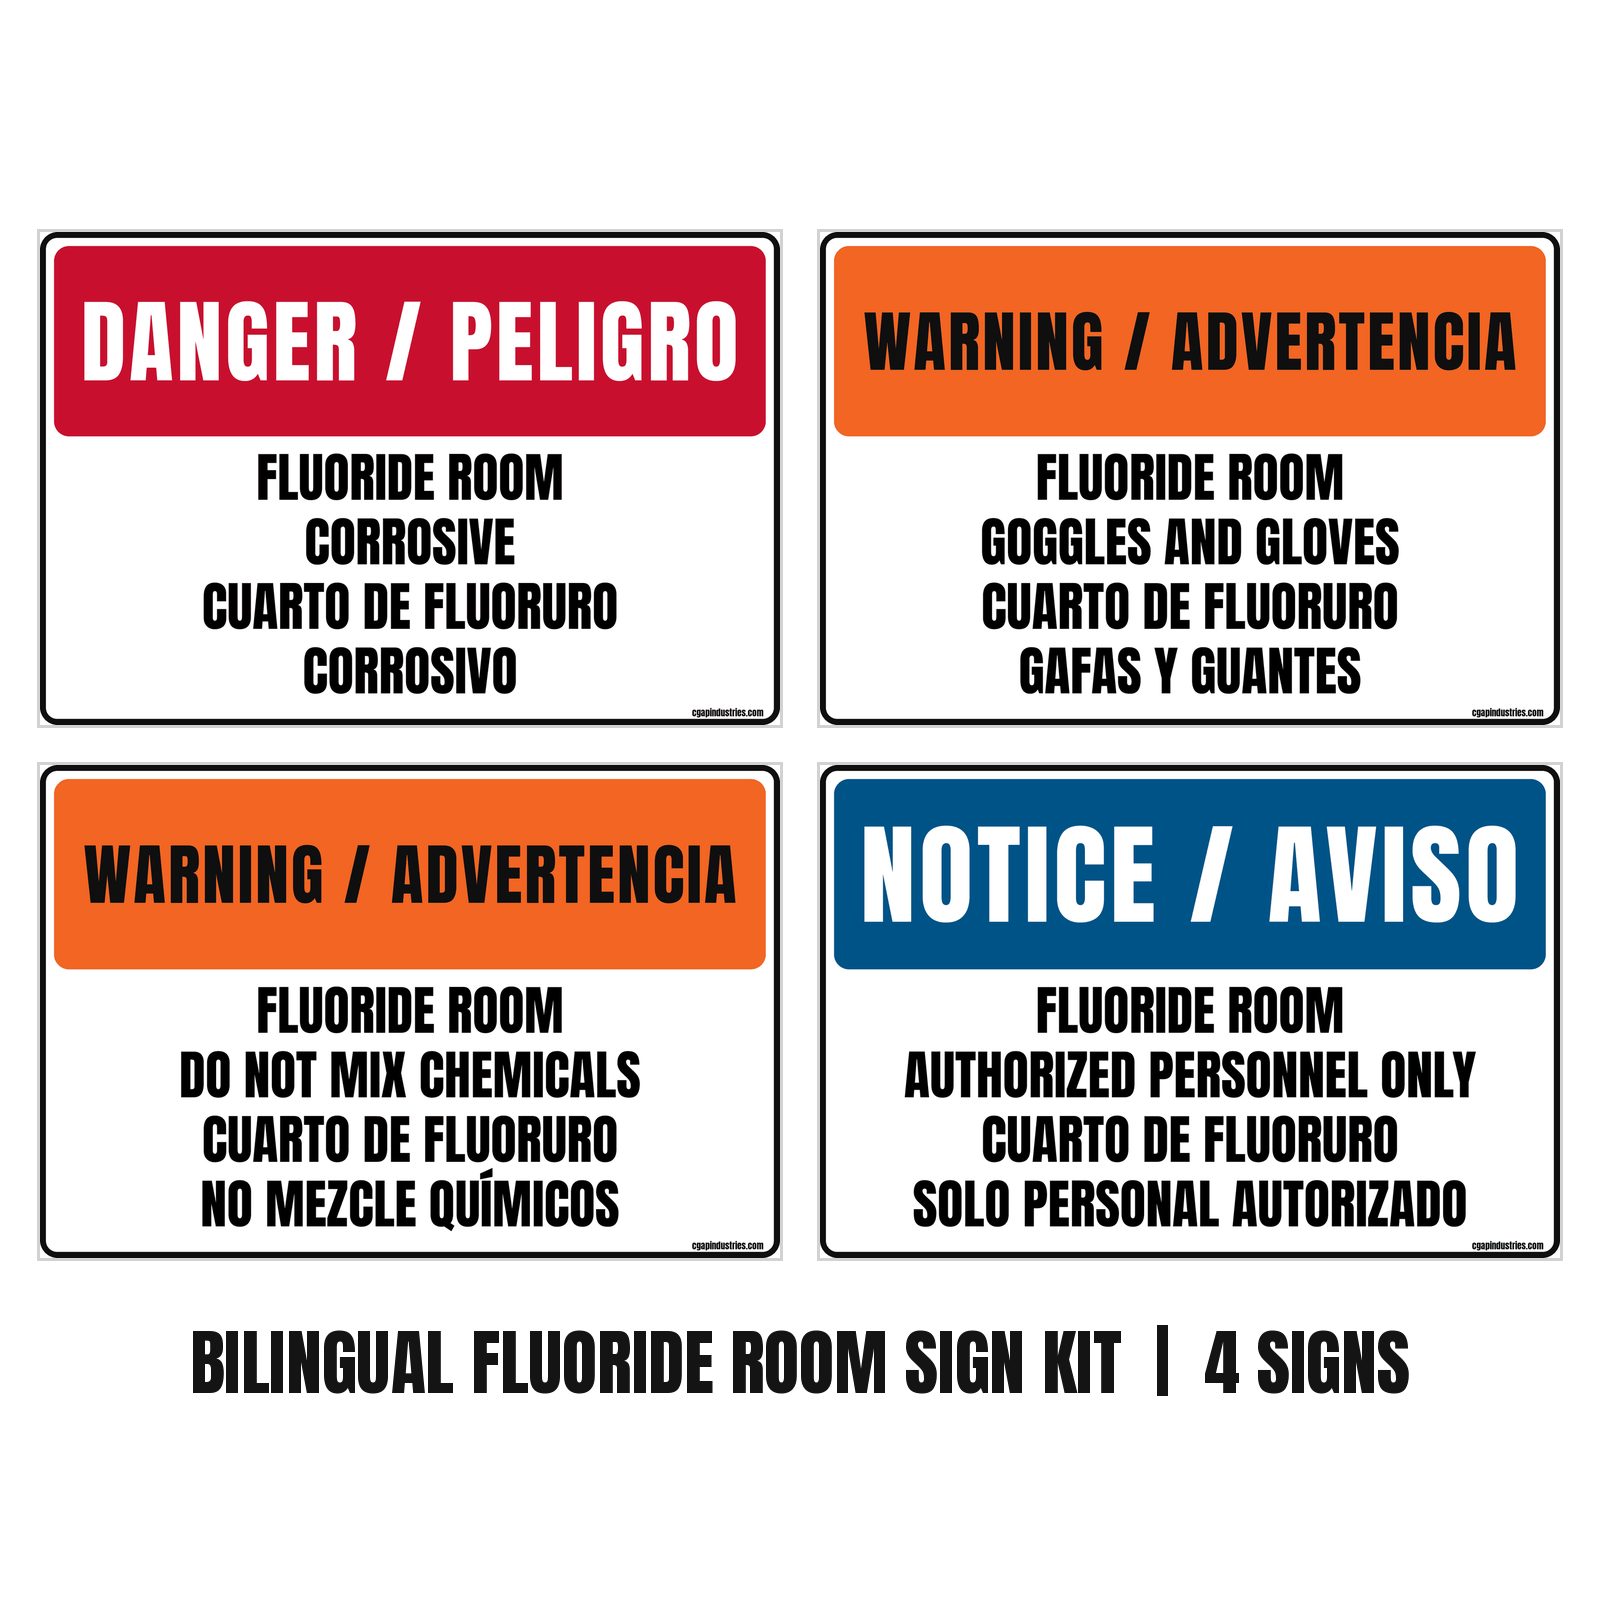 DANGER / PELIGRO
FLUORIDE ROOM
CORROSIVE
CUARTO DE FLUORURO
CORROSIVO
cgapindustries.com
WARNING / ADVERTENCIA
FLUORIDE ROOM
GOGGLES AND GLOVES
CUARTO DE FLUORURO
GAFAS Y GUANTES
cgapindustries.com
WARNING / ADVERTENCIA
FLUORIDE ROOM
DO NOT MIX CHEMICALS
CUARTO DE FLUORURO
NO MEZCLE QUÍMICOS
cgapindustries.com
NOTICE / AVISO
FLUORIDE ROOM
AUTHORIZED PERSONNEL ONLY
CUARTO DE FLUORURO
SOLO PERSONAL AUTORIZADO
cgapindustries.com
BILINGUAL FLUORIDE ROOM SIGN KIT | 4 SIGNS